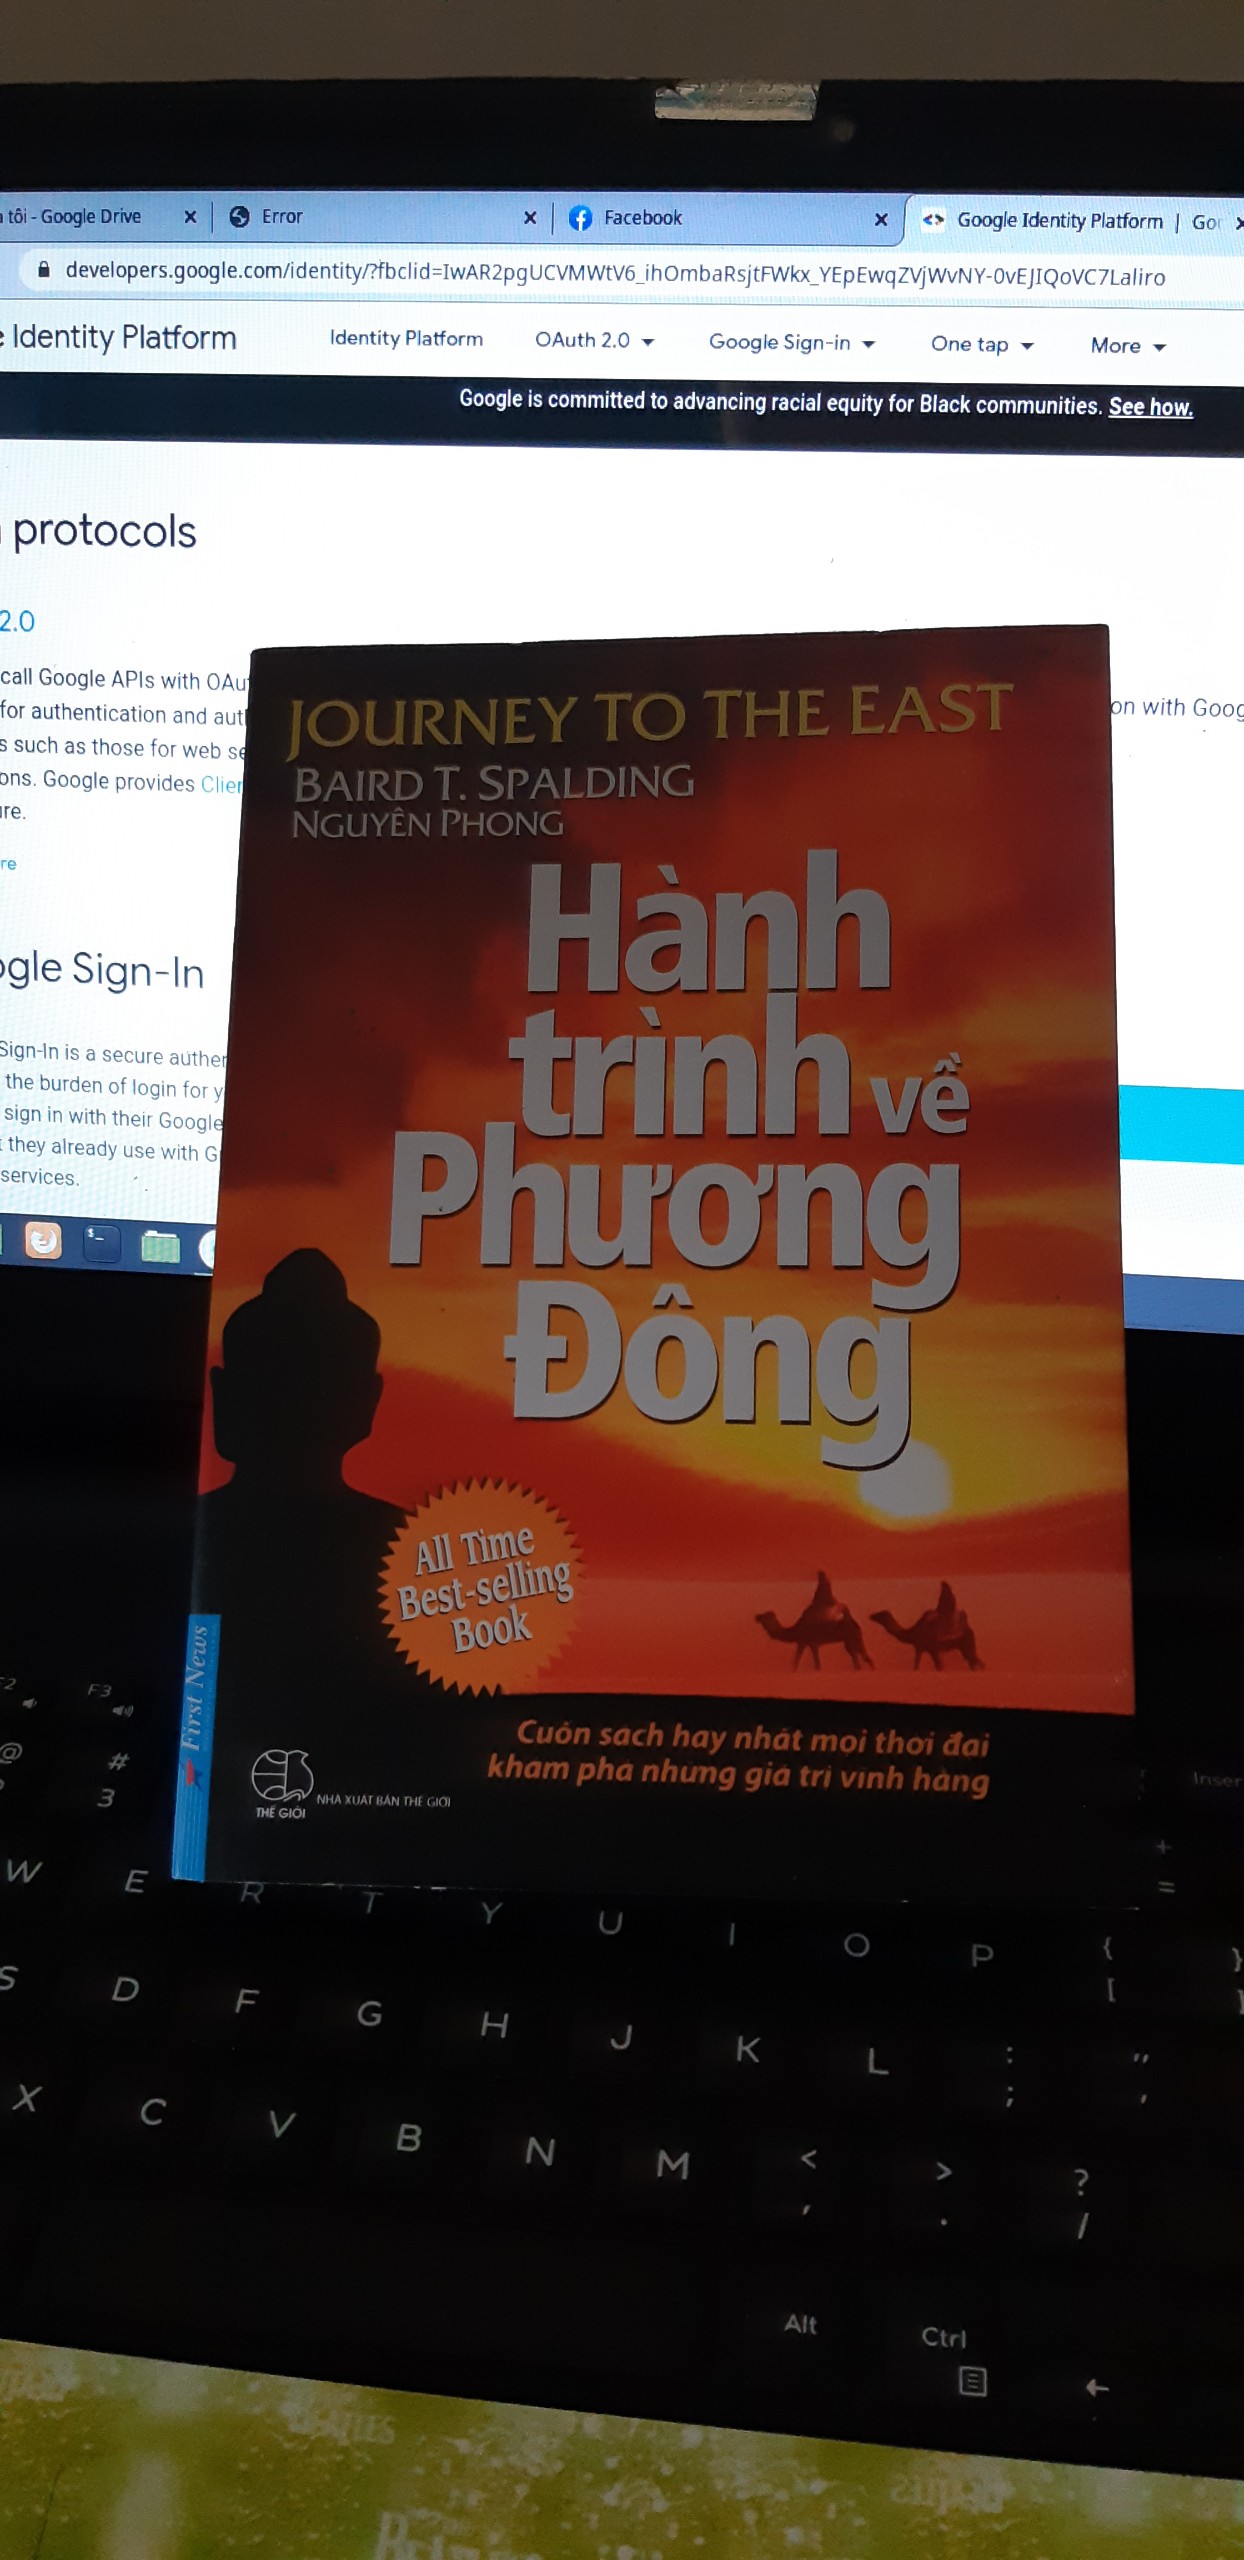 tôi - Google Drive
Error
Facebook
Google Identity Platform |
developers.google.com/identity/?fbclid=IwAR2pgUCVMWtV6_ihOmbaRsjtFWkx_YEpEwqZVjWvNY-0vEJIQoVC7Laliro
Identity Platform
Identity Platform
OAuth 2.0
Google Sign-in
One tap
More
Google is committed to advancing racial equity for Black communities. See how.
protocols
2.0
call Google APIs with
for authentication and
on with
s such as those for web
ons. Google provides
re.
re
gle Sign-In
Sign-In is a secure
the burden of login for
sign in with their Google
they already use with
services.
JOURNEY TO THE EAST
BAIRD T. SPALDING
NGUYÊN PHONG
Hành
trình về
Phương
Đông
All Time
Best-selling
Book
First News
Cuốn sách hay nhất mọi thời đại
khám phá những giá trị vĩnh hằng
THẾ GIỚI
NHÀ XUẤT BẢN THẾ GIỚI
F3
@ #
3
+
=
W E R T Y U I O P { }
[ ]
S D F G H J K L : "
; '
X C V B N M < > ?
, . /
Alt Ctrl